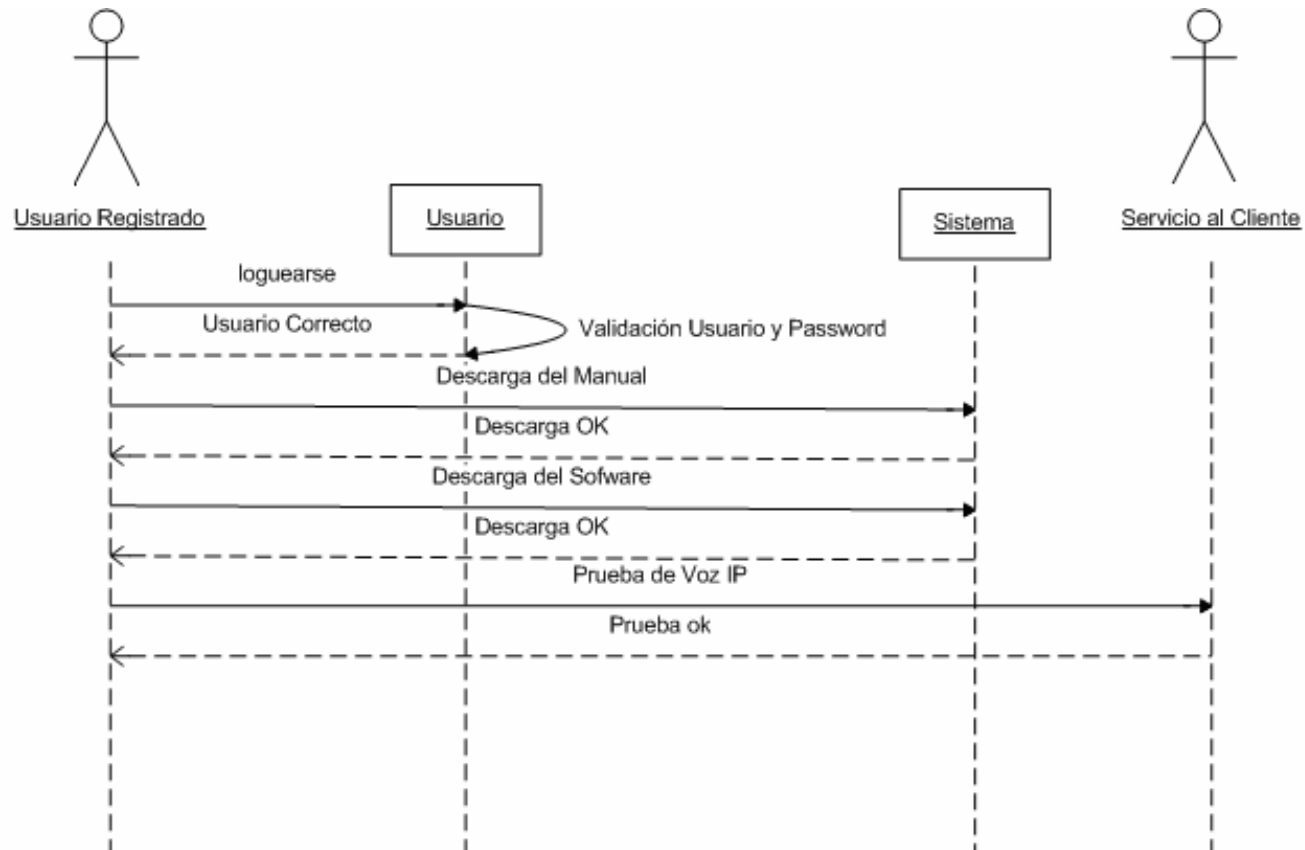 Usuario Registrado
Usuario
Sistema
Servicio al Cliente
loguearse
Usuario Correcto
Validación Usuario y Password
Descarga del Manual
Descarga OK
Descarga del Sofware
Descarga OK
Prueba de Voz IP
Prueba ok